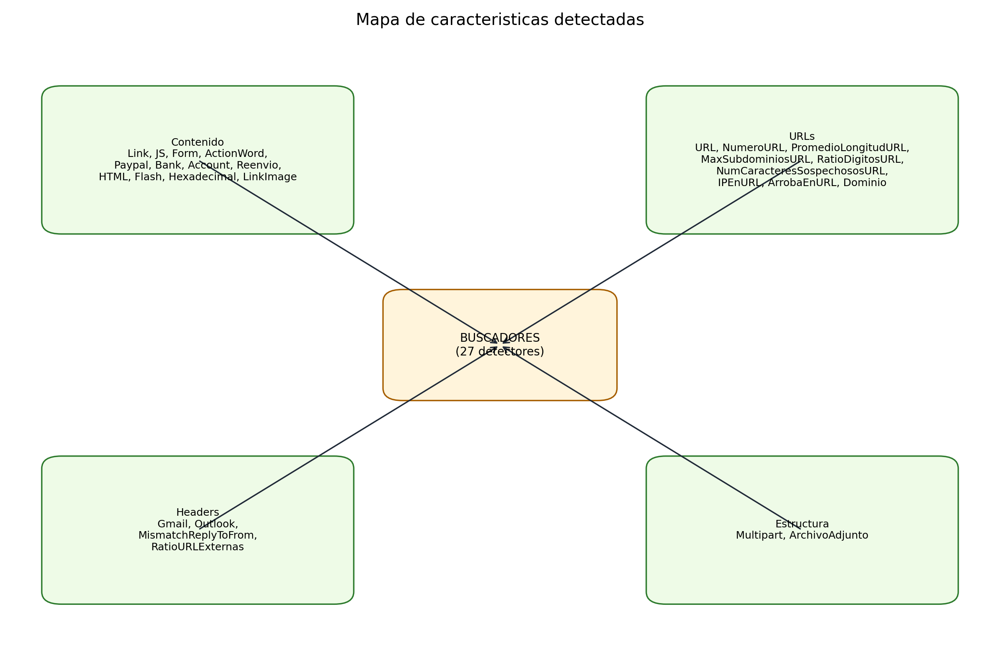 Mapa de caracteristicas detectadas
Contenido
Link, JS, Form, ActionWord,
Paypal, Bank, Account, Reenvio,
HTML, Flash, Hexadecimal, LinkImage
URLs
URL, NumeroURL, PromedioLongitudURL,
MaxSubdominiosURL, RatioDigitosURL,
NumCaracteresSospechososURL,
IPEnURL, ArrobaEnURL, Dominio
BUSCADORES
(27 detectores)
Headers
Gmail, Outlook,
MismatchReplyToFrom,
RatioURLExternas
Estructura
Multipart, ArchivoAdjunto